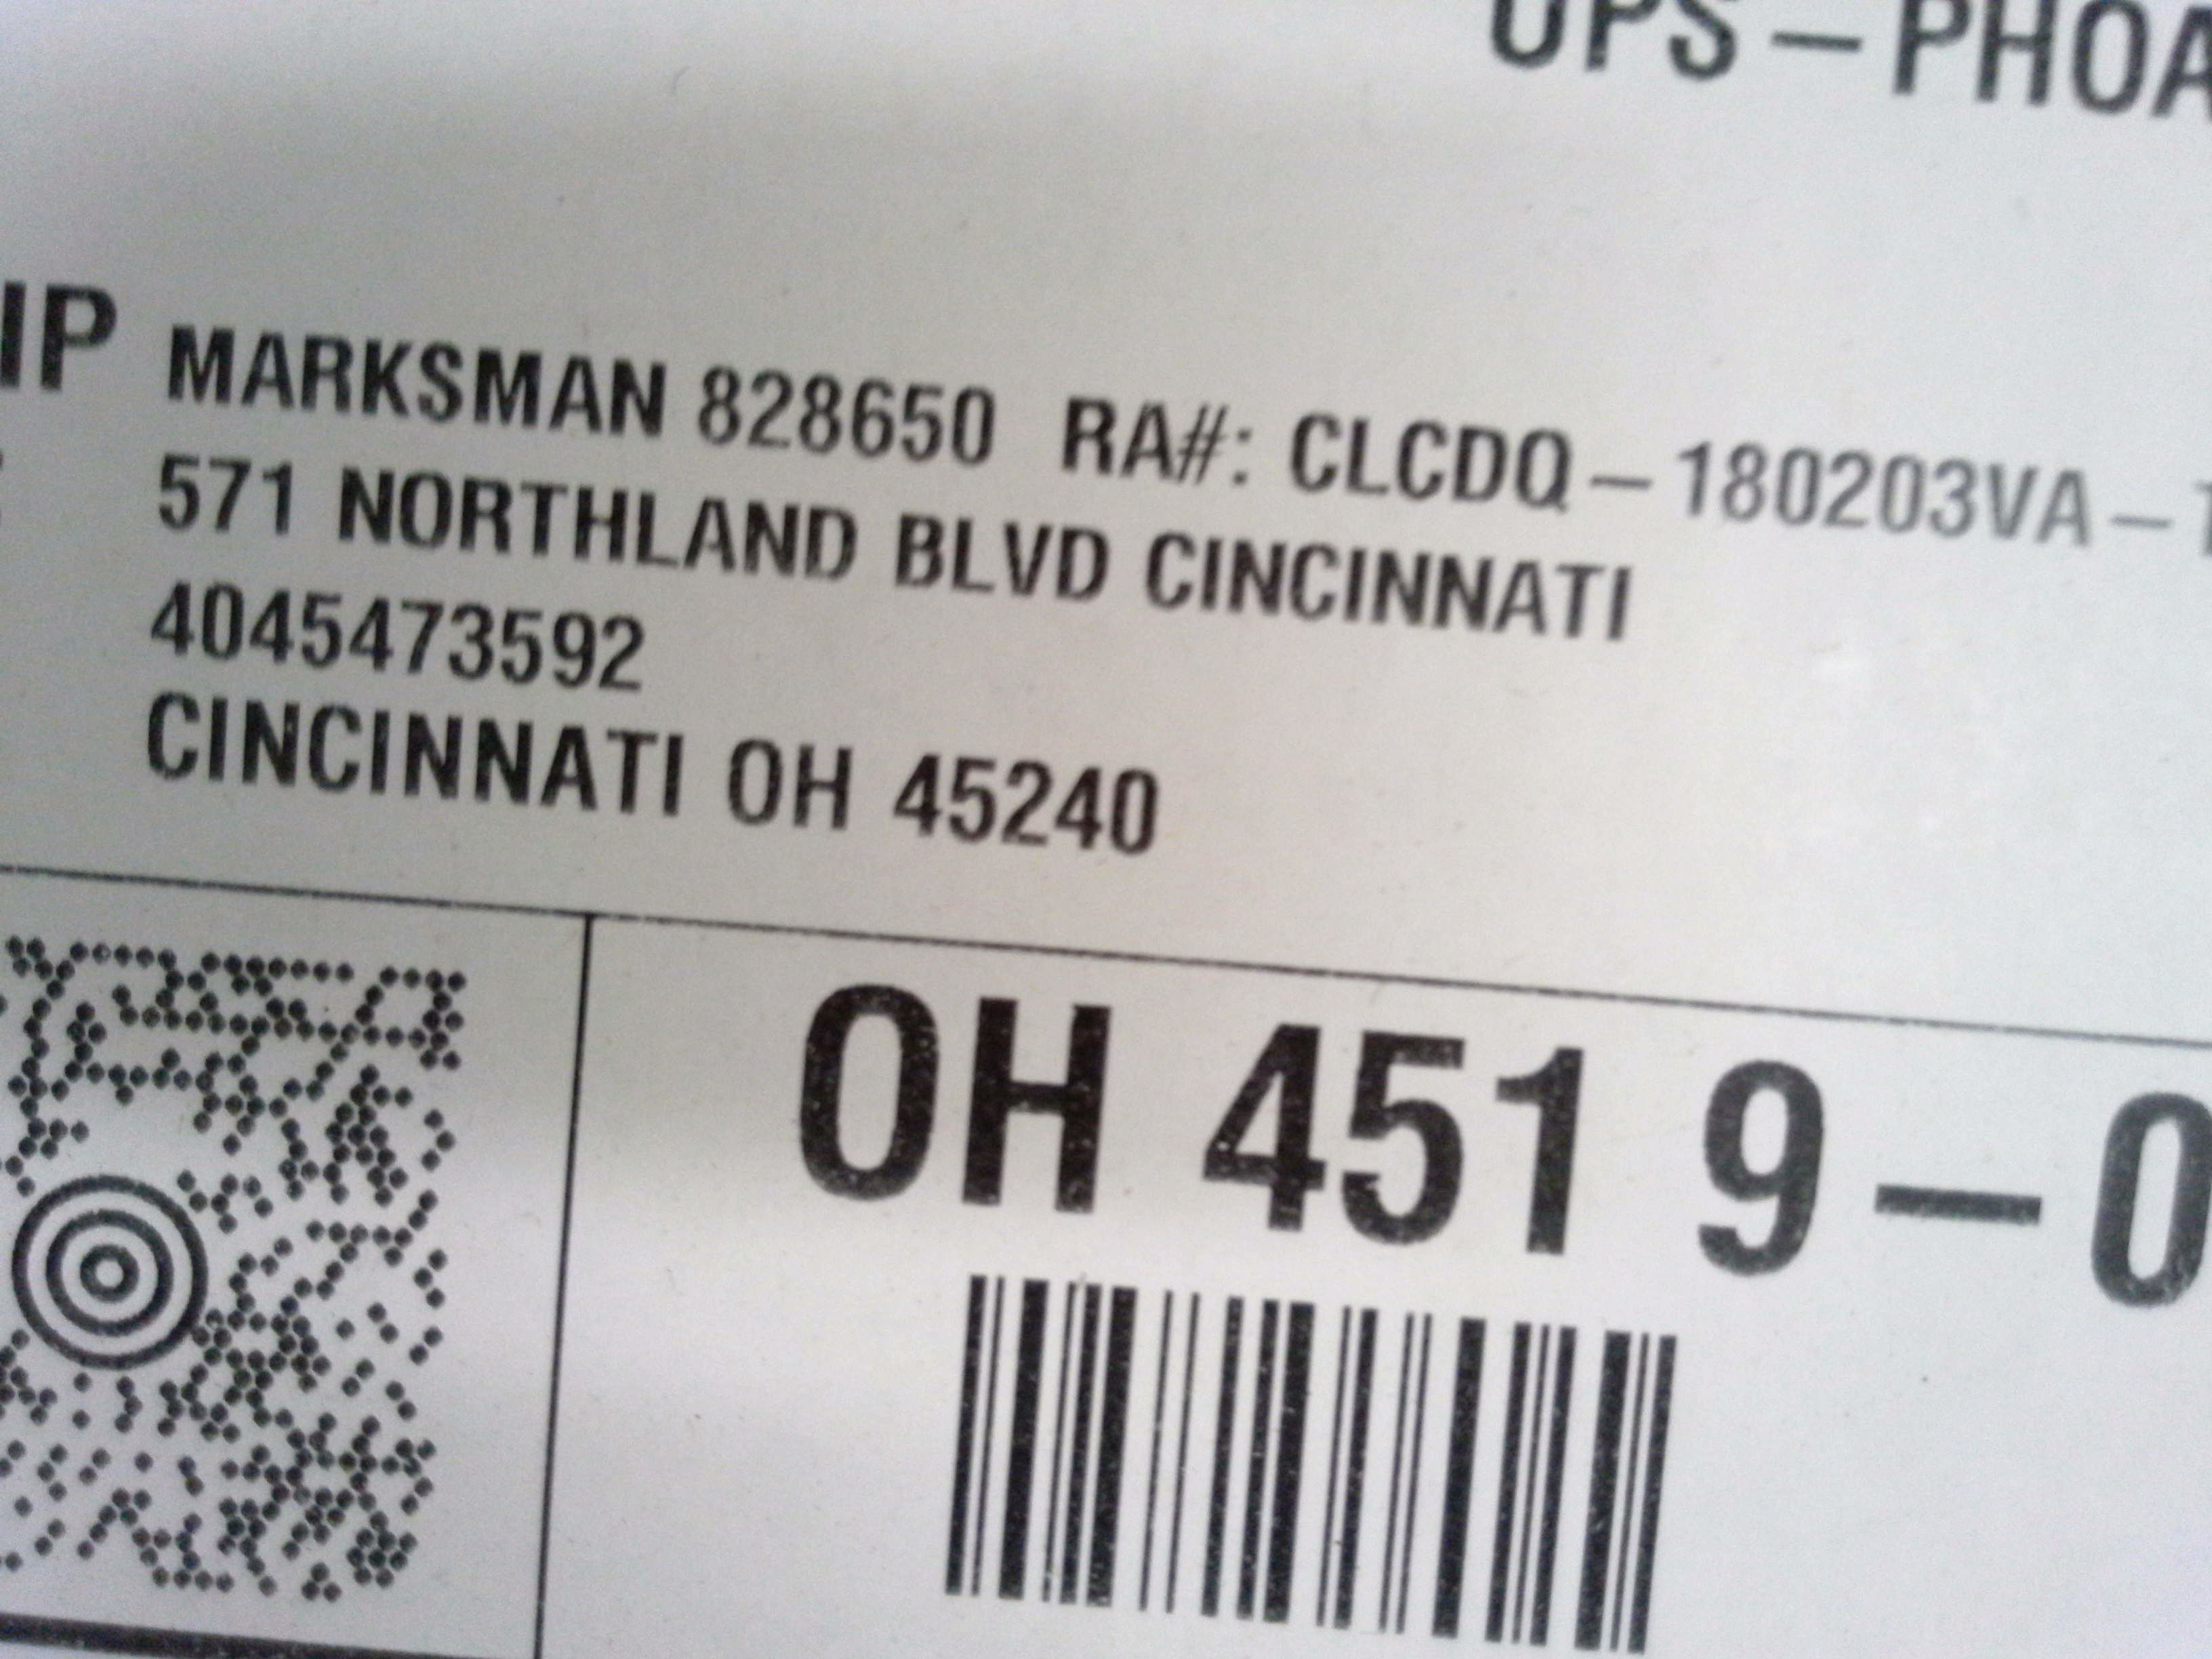 UPS – PHOA
IP MARKSMAN 828650 RA#: CLCDQ – 180203VA –
571 NORTHLAND BLVD CINCINNATI
4045473592
CINCINNATI OH 45240
OH 451 9 – 0